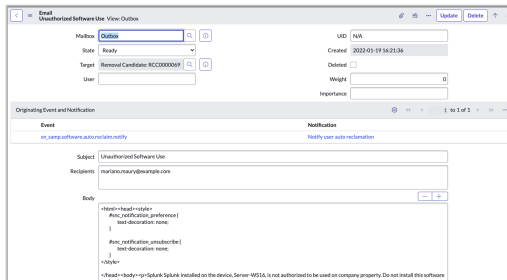 Email
Unauthorized Software Use View: Outbox
Update
Delete
Mailbox Outbox
UID N/A
State Ready
Created 2022-01-19 16:21:36
Target Removal Candidate: RCC0000069
Deleted
User
Weight 0
Importance
Originating Event and Notification
1 to 1 of 1
Event Notification
sn_samp.software.auto.reclaim.notify Notify user auto reclamation
Subject Unauthorized Software Use
Recipients mariano.maury@example.com
Body
<html><head><style>
#snc_notification_preference {
text-decoration: none;
}
#snc_notification_unsubscribe {
text-decoration: none;
}
</style>
</head><body><p>Splunk Splunk installed on the device, Server-WS16, is not authorized to be used on company property. Do not install this software